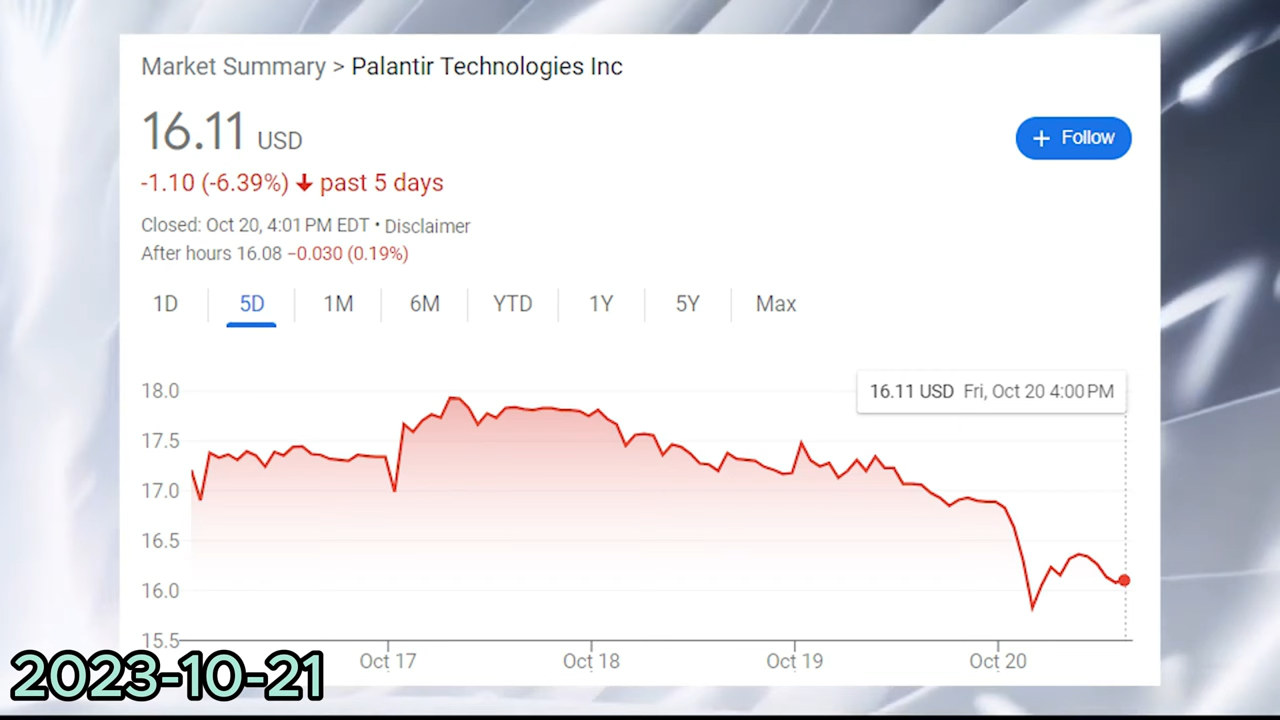 Market Summary > Palantir Technologies Inc
16.11 USD
+ Follow
-1.10 (-6.39%) ↓ past 5 days
Closed: Oct 20, 4:01 PM EDT • Disclaimer
After hours 16.08 −0.030 (0.19%)
1D 5D 1M 6M YTD 1Y 5Y Max
16.11 USD Fri, Oct 20 4:00 PM
18.0
17.5
17.0
16.5
16.0
15.5
Oct 17 Oct 18 Oct 19 Oct 20
2023-10-21